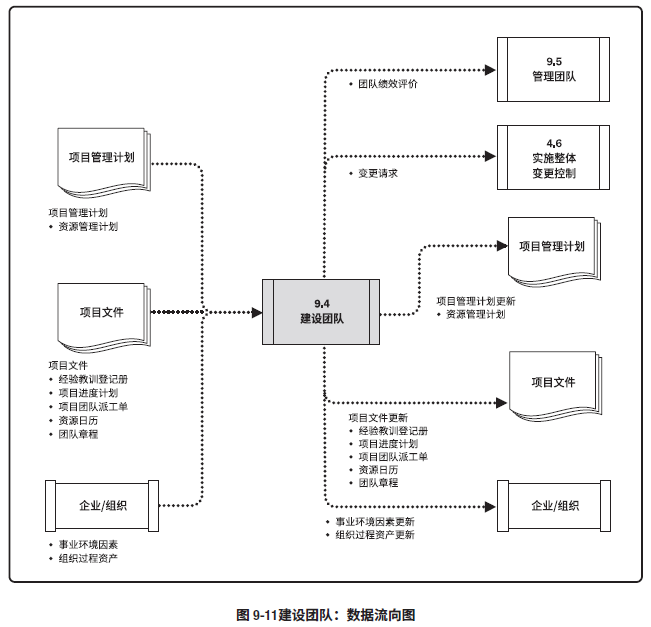 项目管理计划
项目管理计划
• 资源管理计划
项目文件
项目文件
• 经验教训登记册
• 项目进度计划
• 项目团队派工单
• 资源日历
• 团队章程
企业/组织
• 事业环境因素
• 组织过程资产
9.4
建设团队
• 团队绩效评价
9.5
管理团队
• 变更请求
4.6
实施整体
变更控制
项目管理计划
项目管理计划更新
• 资源管理计划
项目文件
项目文件更新
• 经验教训登记册
• 项目进度计划
• 项目团队派工单
• 资源日历
• 团队章程
企业/组织
• 事业环境因素更新
• 组织过程资产更新
图 9-11建设团队：数据流向图